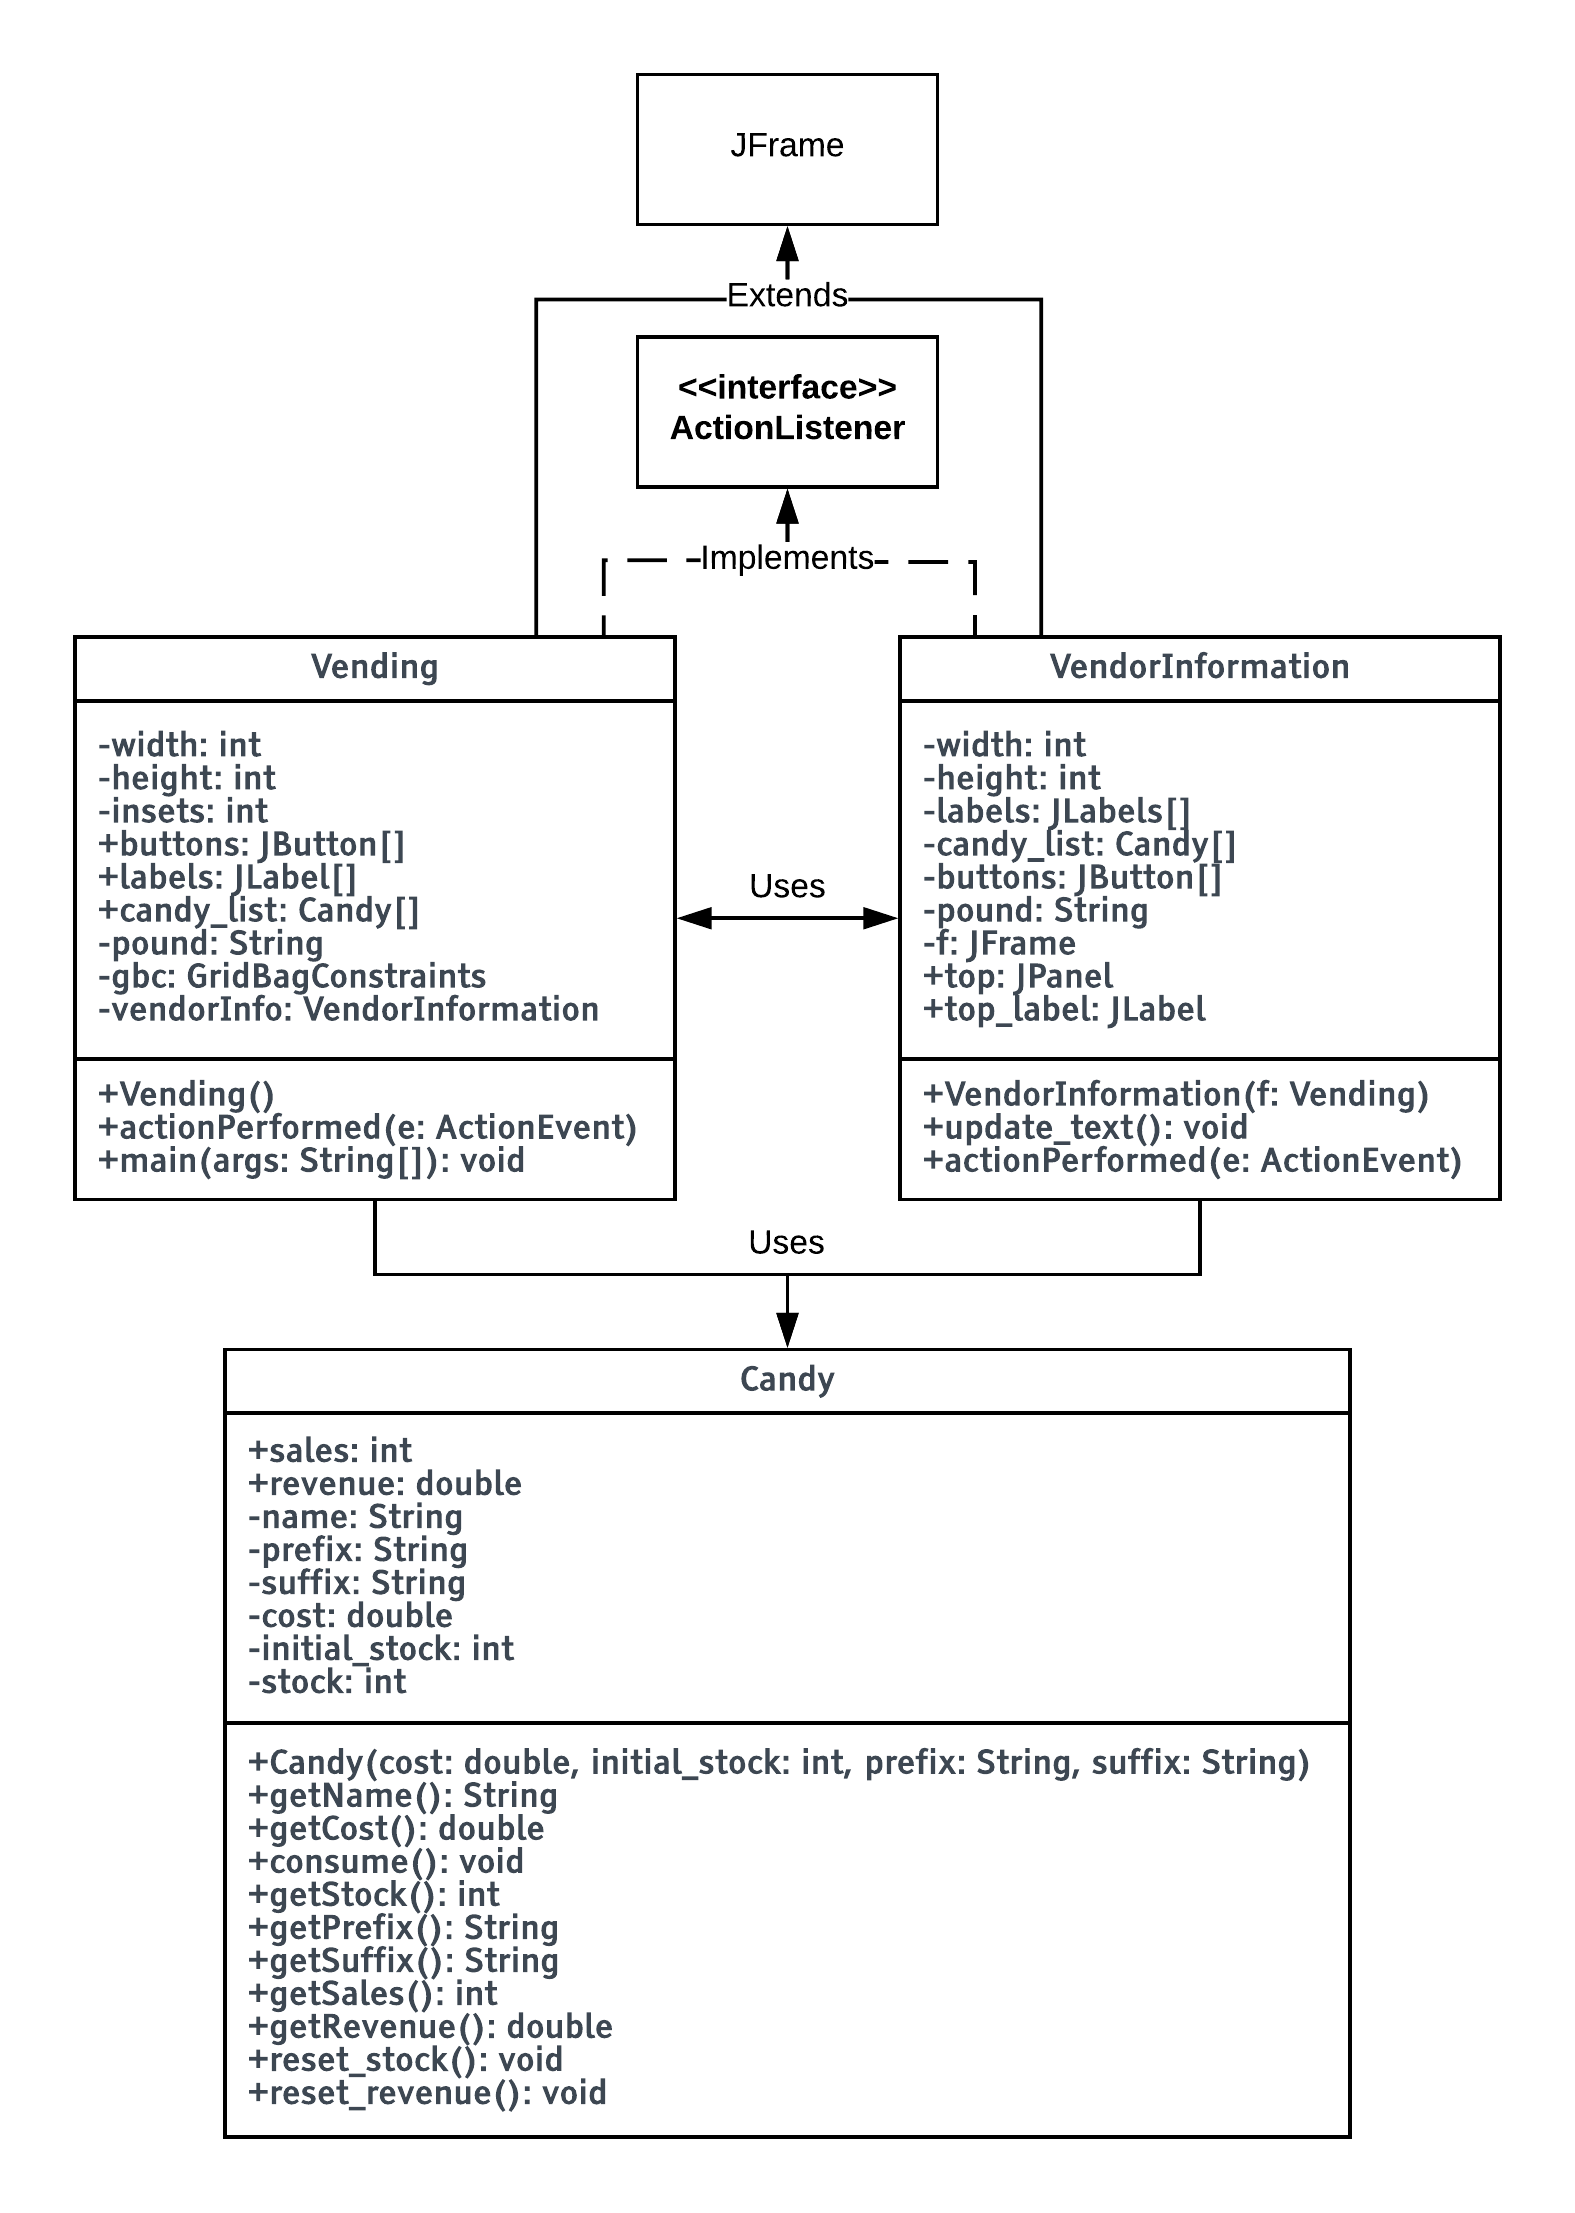 JFrame
Extends
<<interface>>
ActionListener
Implements
Vending
-width: int
-height: int
-insets: int
+buttons: JButton[]
+labels: JLabel[]
+candy_list: Candy[]
-pound: String
-gbc: GridBagConstraints
-vendorInfo: VendorInformation
+Vending()
+actionPerformed(e: ActionEvent)
+main(args: String[]): void
Uses
VendorInformation
-width: int
-height: int
-labels: JLabels[]
-candy_list: Candy[]
-buttons: JButton[]
-pound: String
-f: JFrame
+top: JPanel
+top_label: JLabel
+VendorInformation(f: Vending)
+update_text(): void
+actionPerformed(e: ActionEvent)
Uses
Candy
+sales: int
+revenue: double
-name: String
-prefix: String
-suffix: String
-cost: double
-initial_stock: int
-stock: int
+Candy(cost: double, initial_stock: int, prefix: String, suffix: String)
+getName(): String
+getCost(): double
+consume(): void
+getStock(): int
+getPrefix(): String
+getSuffix(): String
+getSales(): int
+getRevenue(): double
+reset_stock(): void
+reset_revenue(): void